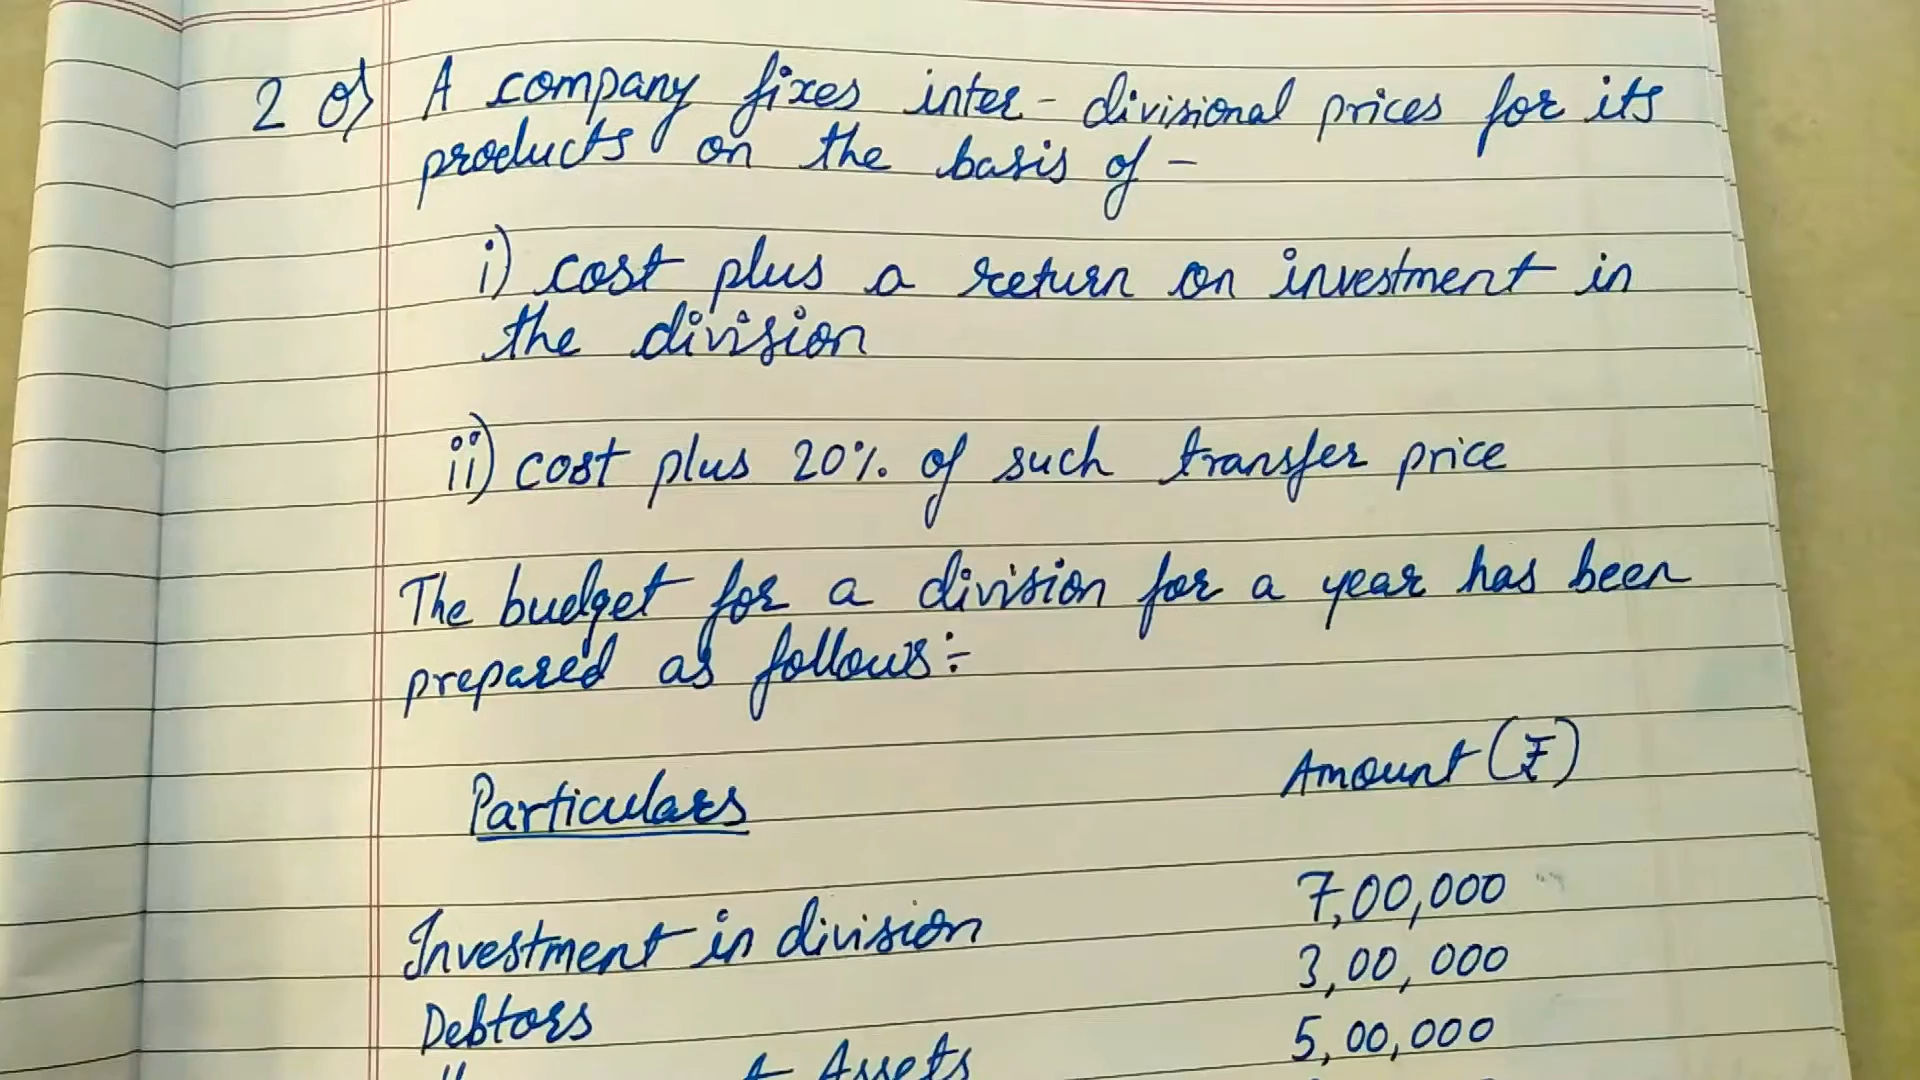 2 Q) A company fixes inter-divisional prices for its
products on the basis of -
i) cost plus a return on investment in
the division
ii) cost plus 20% of such transfer price
The budget for a division for a year has been
prepared as follows:-
Particulars Amount (₹)
Investment in division 7,00,000
Debtors 3,00,000
Assets 5,00,000